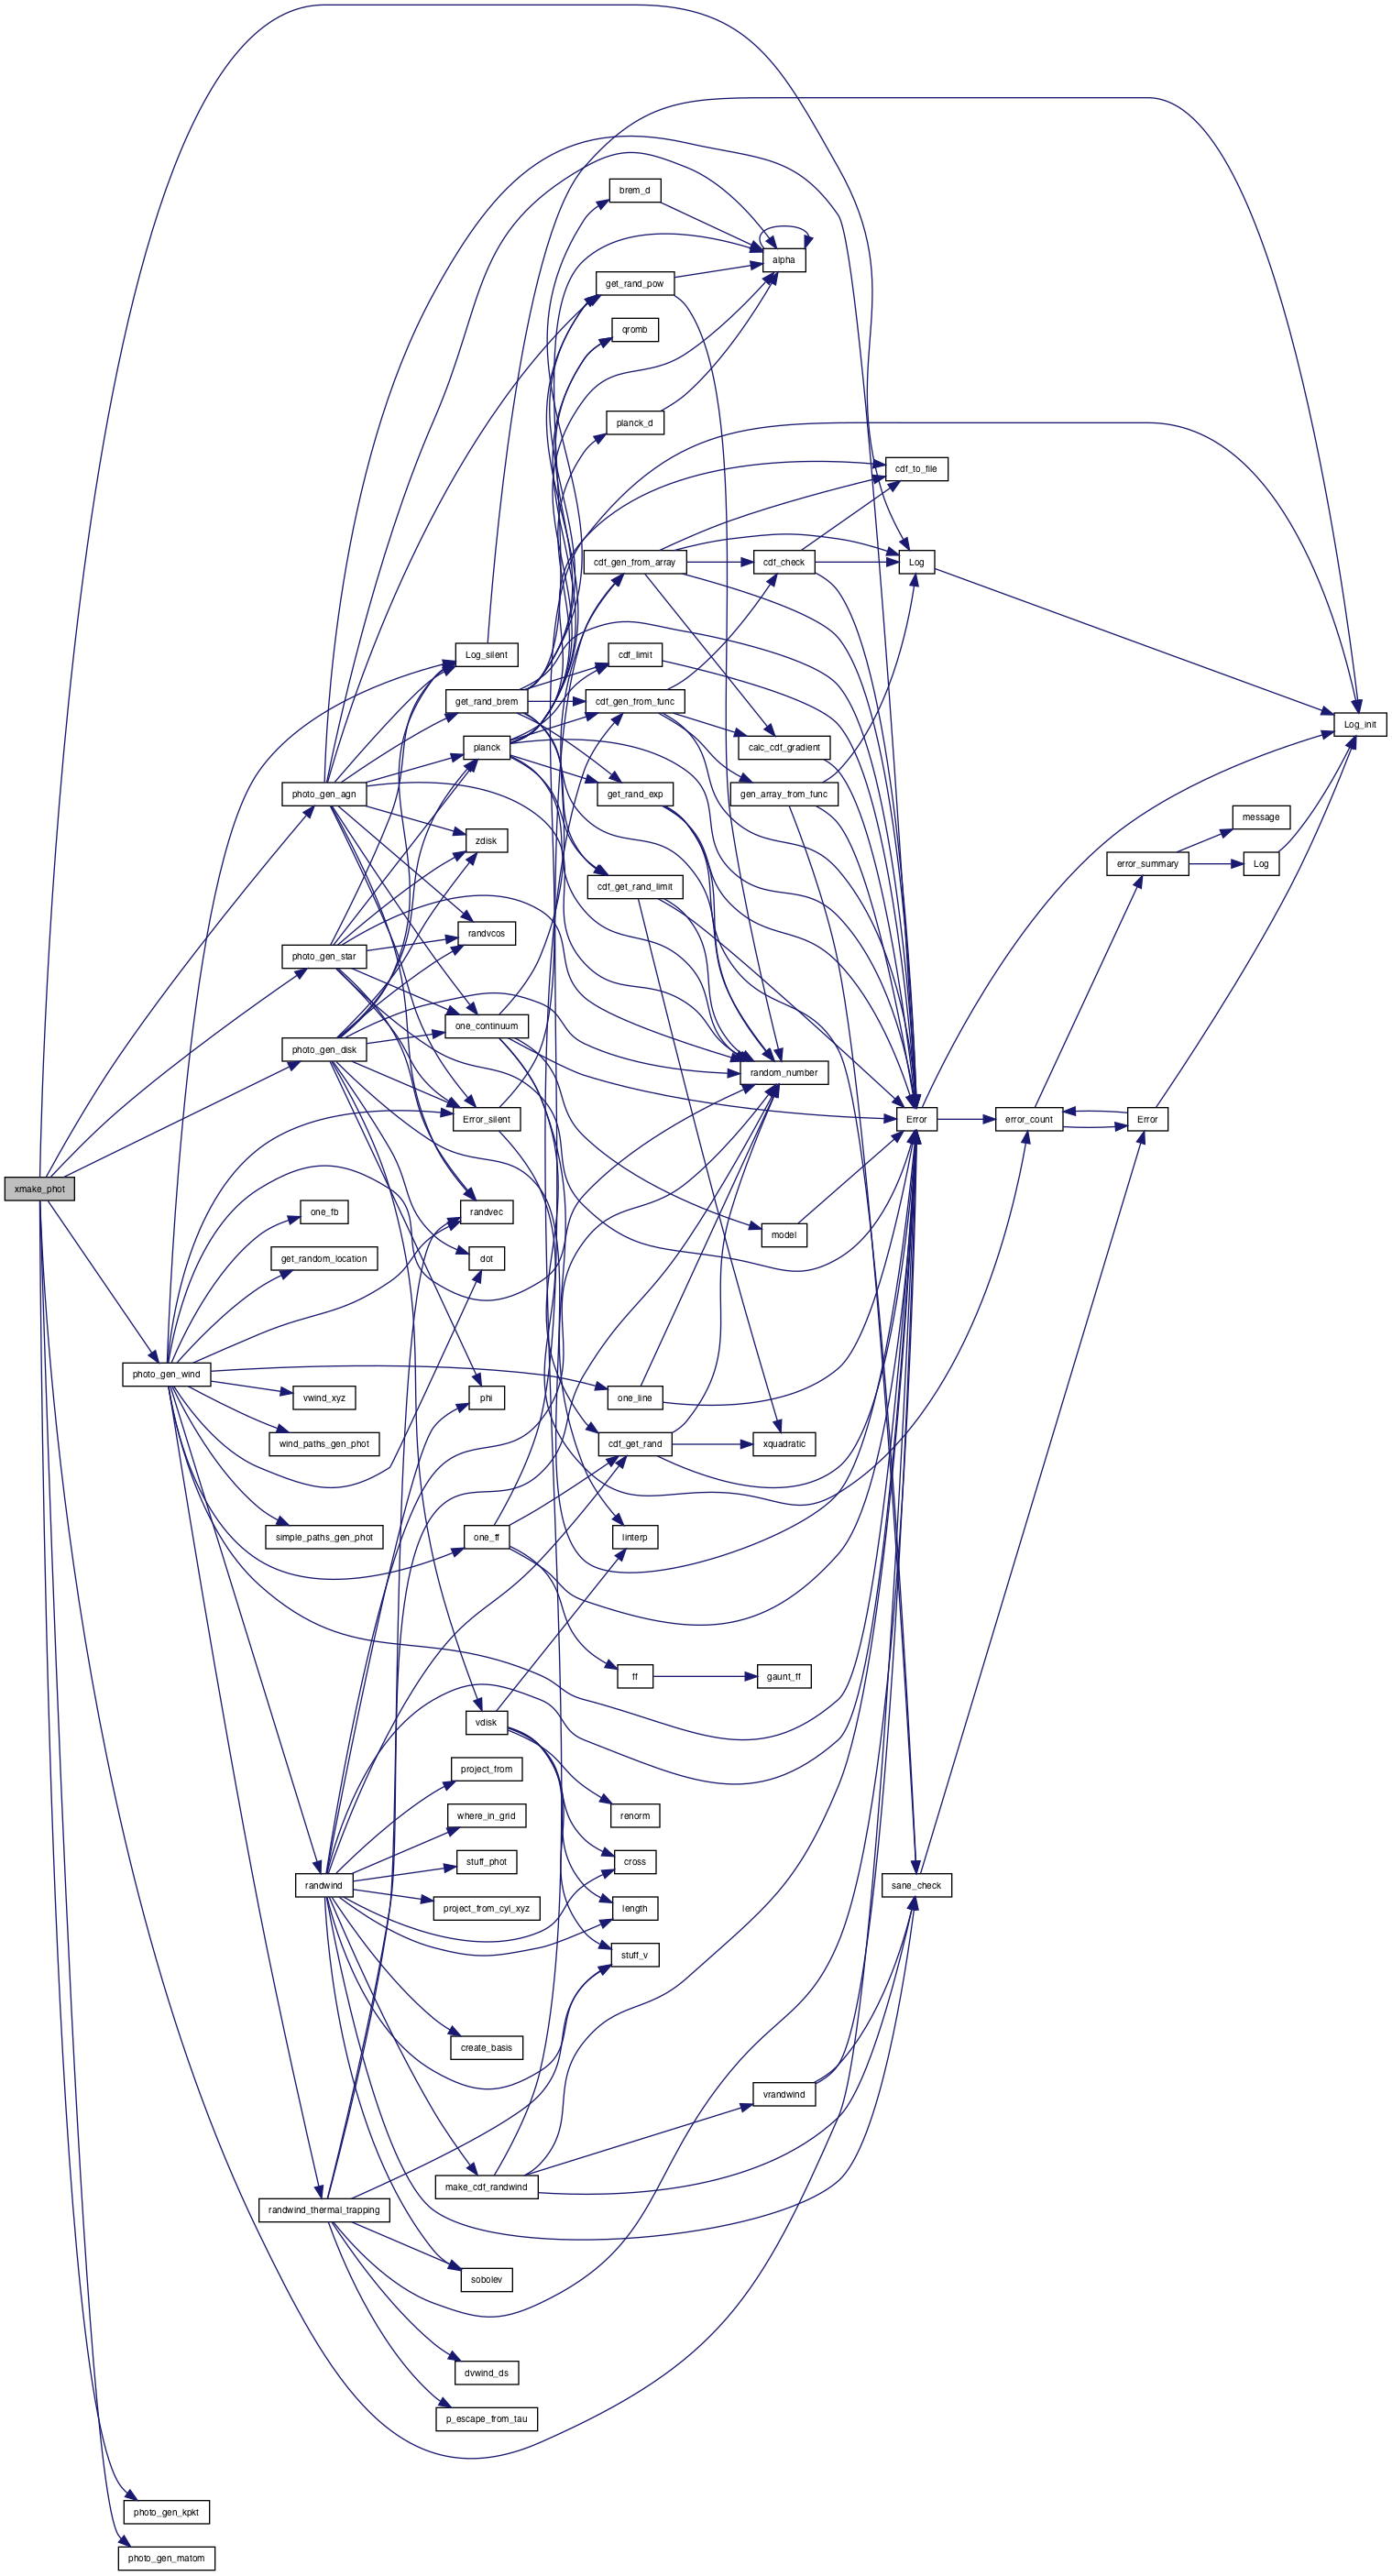 brem_d
alpha
get_rand_pow
qromb
planck_d
cdf_to_file
cdf_gen_from_array
cdf_check
Log
Log_silent
cdf_limit
get_rand_brem
cdf_gen_from_func
Log_init
planck
calc_cdf_gradient
photo_gen_agn
get_rand_exp
gen_array_from_func
message
zdisk
error_summary
Log
cdf_get_rand_limit
randvcos
photo_gen_star
one_continuum
photo_gen_disk
random_number
Error_silent
Error
error_count
Error
xmake_phot
one_fb
randvec
model
get_random_location
dot
photo_gen_wind
vwind_xyz
phi
one_line
wind_paths_gen_phot
cdf_get_rand
xquadratic
simple_paths_gen_phot
one_ff
linterp
ff
gaunt_ff
vdisk
project_from
where_in_grid
renorm
stuff_phot
cross
randwind
sane_check
project_from_cyl_xyz
length
stuff_v
create_basis
vrandwind
make_cdf_randwind
randwind_thermal_trapping
sobolev
dvwind_ds
p_escape_from_tau
photo_gen_kpkt
photo_gen_matom